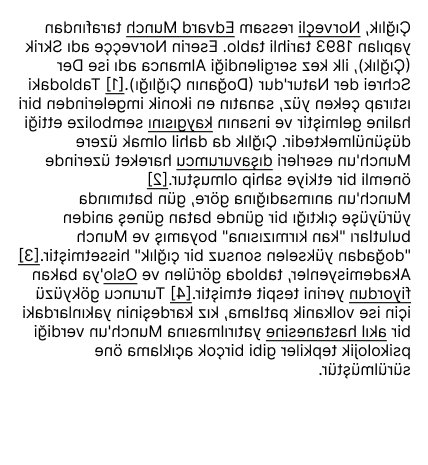 Çığlık, Norveçli ressam Edvard Munch tarafından
yapılan 1893 tarihli tablo. Eserin Norveççe adı Skrik
(Çığlık), ilk kez sergilendiği Almanca adı ise Der
Schrei der Natur'dur (Doğanın Çığlığı).[1] Tablodaki
ıstırap çeken yüz, sanatın en ikonik imgelerinden biri
haline gelmiştir ve insanın kaygısını sembolize ettiği
düşünülmektedir. Çığlık da dahil olmak üzere
Munch'un eserleri dışavurumcu hareket üzerinde
önemli bir etkiye sahip olmuştur.[2]
Munch'un anımsadığına göre, gün batımında
yürüyüşe çıktığı bir günde batan güneş aniden
bulutları "kan kırmızısına" boyamış ve Munch
"doğadan yükselen sonsuz bir çığlık" hissetmiştir.[3]
Akademisyenler, tabloda görülen ve Oslo'ya bakan
fiyordun yerini tespit etmiştir.[4] Turuncu gökyüzü
için ise volkanik patlama, kız kardeşinin yakınlardaki
bir akıl hastanesine yatırılmasına Munch'un verdiği
psikolojik tepkiler gibi birçok açıklama öne
sürülmüştür.